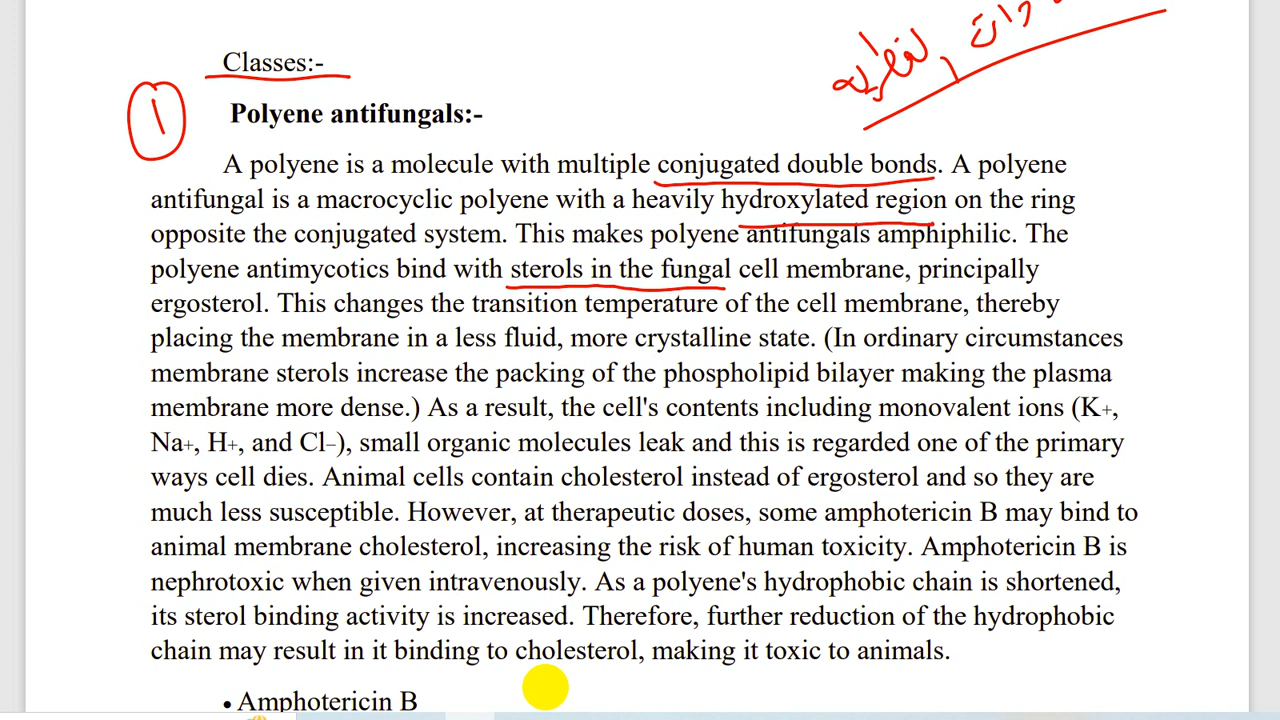 Classes:-
1
Polyene antifungals:-
A polyene is a molecule with multiple conjugated double bonds. A polyene
antifungal is a macrocyclic polyene with a heavily hydroxylated region on the ring
opposite the conjugated system. This makes polyene antifungals amphiphilic. The
polyene antimycotics bind with sterols in the fungal cell membrane, principally
ergosterol. This changes the transition temperature of the cell membrane, thereby
placing the membrane in a less fluid, more crystalline state. (In ordinary circumstances
membrane sterols increase the packing of the phospholipid bilayer making the plasma
membrane more dense.) As a result, the cell's contents including monovalent ions (K+,
Na+, H+, and Cl−), small organic molecules leak and this is regarded one of the primary
ways cell dies. Animal cells contain cholesterol instead of ergosterol and so they are
much less susceptible. However, at therapeutic doses, some amphotericin B may bind to
animal membrane cholesterol, increasing the risk of human toxicity. Amphotericin B is
nephrotoxic when given intravenously. As a polyene's hydrophobic chain is shortened,
its sterol binding activity is increased. Therefore, further reduction of the hydrophobic
chain may result in it binding to cholesterol, making it toxic to animals.
• Amphotericin B